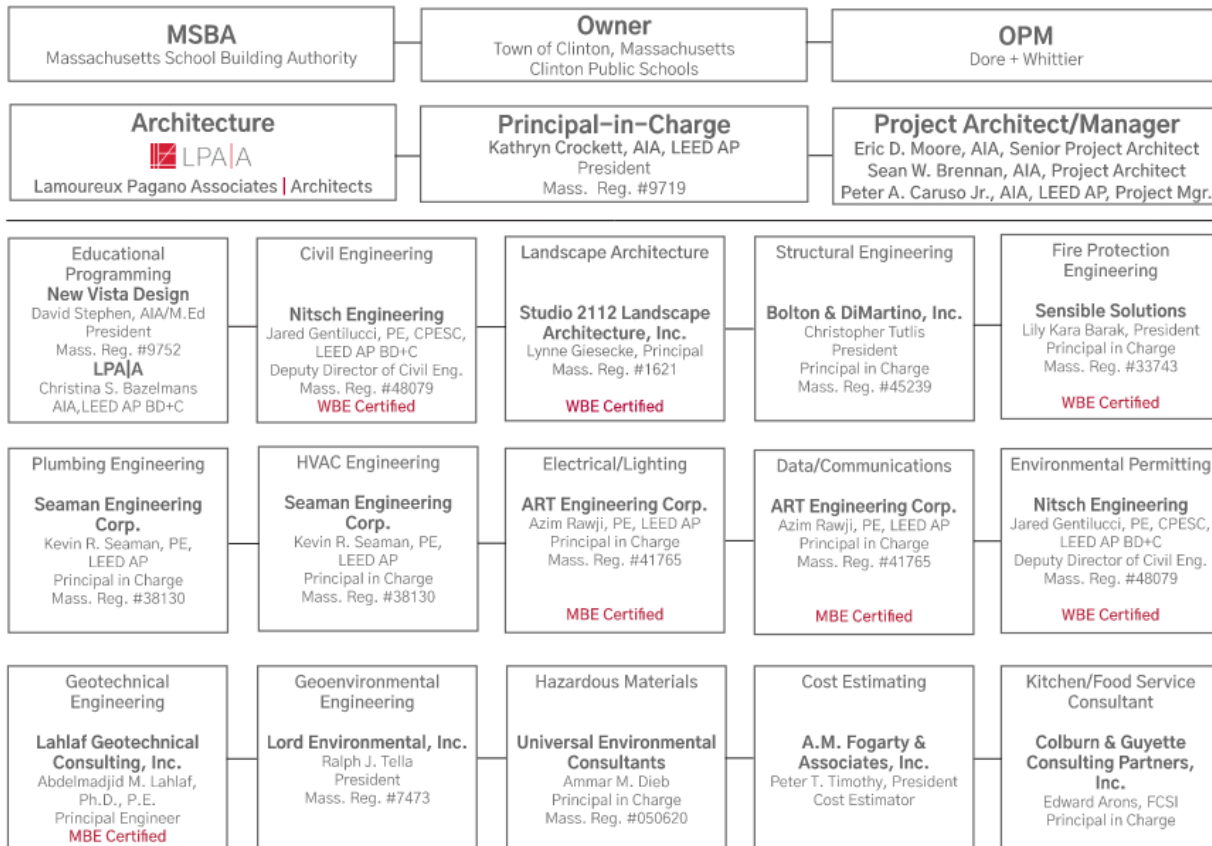 MSBA
Massachusetts School Building Authority
Owner
Town of Clinton, Massachusetts
Clinton Public Schools
OPM
Dore + Whittier
Architecture
LPA|A
Lamoureux Pagano Associates | Architects
Principal-in-Charge
Kathryn Crockett, AIA, LEED AP
President
Mass. Reg. #9719
Project Architect/Manager
Eric D. Moore, AIA, Senior Project Architect
Sean W. Brennan, AIA, Project Architect
Peter A. Caruso Jr., AIA, LEED AP, Project Mgr.
Educational
Programming
New Vista Design
David Stephen, AIA/M.Ed
President
Mass. Reg. #9752
LPA|A
Christina S. Bazelmans
AIA,LEED AP BD+C
Civil Engineering
Nitsch Engineering
Jared Gentilucci, PE, CPESC,
LEED AP BD+C
Deputy Director of Civil Eng.
Mass. Reg. #48079
WBE Certified
Landscape Architecture
Studio 2112 Landscape
Architecture, Inc.
Lynne Giesecke, Principal
Mass. Reg. #1621
WBE Certified
Structural Engineering
Bolton & DiMartino, Inc.
Christopher Tutlis
President
Principal in Charge
Mass. Reg. #45239
Fire Protection
Engineering
Sensible Solutions
Lily Kara Barak, President
Principal in Charge
Mass. Reg. #33743
WBE Certified
Plumbing Engineering
Seaman Engineering
Corp.
Kevin R. Seaman, PE,
LEED AP
Principal in Charge
Mass. Reg. #38130
HVAC Engineering
Seaman Engineering
Corp.
Kevin R. Seaman, PE,
LEED AP
Principal in Charge
Mass. Reg. #38130
Electrical/Lighting
ART Engineering Corp.
Azim Rawji, PE, LEED AP
Principal in Charge
Mass. Reg. #41765
MBE Certified
Data/Communications
ART Engineering Corp.
Azim Rawji, PE, LEED AP
Principal in Charge
Mass. Reg. #41765
MBE Certified
Environmental Permitting
Nitsch Engineering
Jared Gentilucci, PE, CPESC,
LEED AP BD+C
Deputy Director of Civil Eng.
Mass. Reg. #48079
WBE Certified
Geotechnical
Engineering
Lahlaf Geotechnical
Consulting, Inc.
Abdelmadjid M. Lahlaf,
Ph.D., P.E.
Principal Engineer
MBE Certified
Geoenvironmental
Engineering
Lord Environmental, Inc.
Ralph J. Tella
President
Mass. Reg. #7473
Hazardous Materials
Universal Environmental
Consultants
Ammar M. Dieb
Principal in Charge
Mass. Reg. #050620
Cost Estimating
A.M. Fogarty &
Associates, Inc.
Peter T. Timothy, President
Cost Estimator
Kitchen/Food Service
Consultant
Colburn & Guyette
Consulting Partners,
Inc.
Edward Arons, FCSI
Principal in Charge